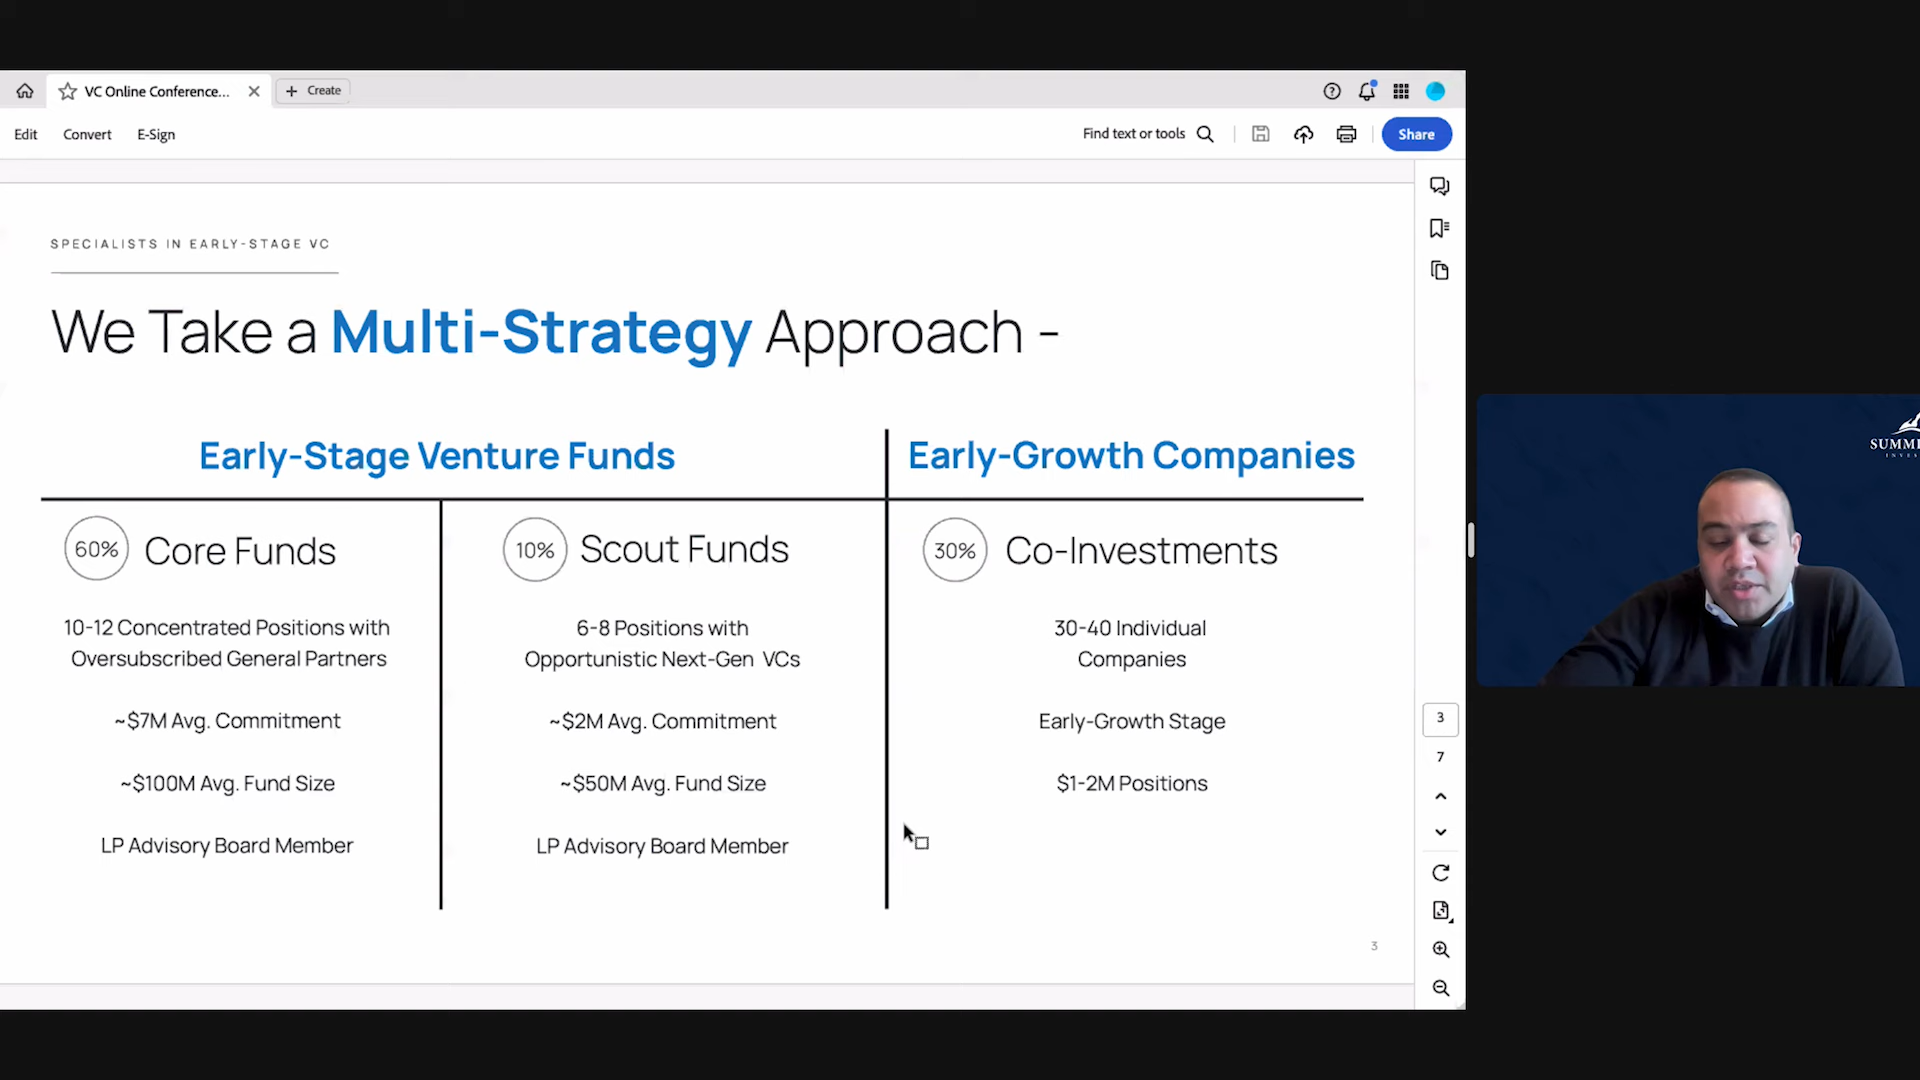 VC Online Conference...
Create
Edit
Convert
E-Sign
Find text or tools
Share
SPECIALISTS IN EARLY-STAGE VC
We Take a Multi-Strategy Approach -
Early-Stage Venture Funds
Early-Growth Companies
60% Core Funds
10-12 Concentrated Positions with
Oversubscribed General Partners
~$7M Avg. Commitment
~$100M Avg. Fund Size
LP Advisory Board Member
10% Scout Funds
6-8 Positions with
Opportunistic Next-Gen VCs
~$2M Avg. Commitment
~$50M Avg. Fund Size
LP Advisory Board Member
30% Co-Investments
30-40 Individual
Companies
Early-Growth Stage
$1-2M Positions
3
3
7